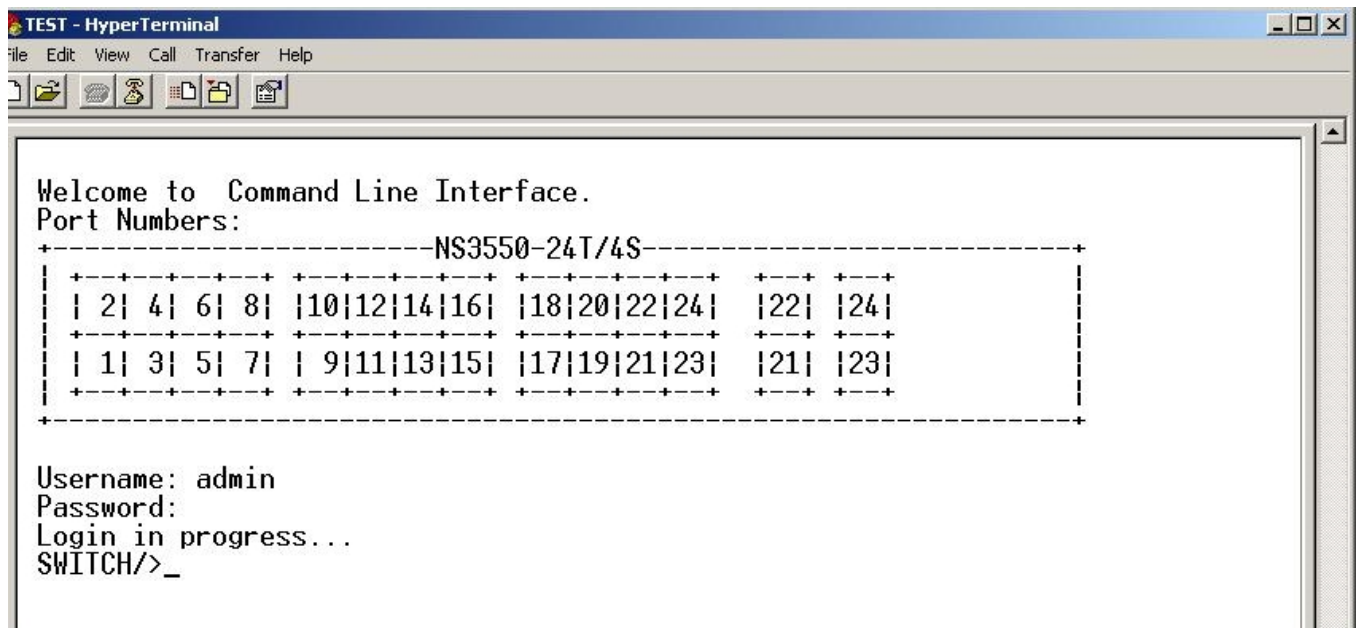 TEST - HyperTerminal
File Edit View Call Transfer Help
Welcome to  Command Line Interface.
Port Numbers:
+------------------------NS3550-24T/4S---------------------------+
|  +--+--+--+--+ +--+--+--+--+ +--+--+--+--+  +--+ +--+           |
|  | 2| 4| 6| 8| |10|12|14|16| |18|20|22|24|  |22| |24|           |
|  +--+--+--+--+ +--+--+--+--+ +--+--+--+--+  +--+ +--+           |
|  | 1| 3| 5| 7| | 9|11|13|15| |17|19|21|23|  |21| |23|           |
|  +--+--+--+--+ +--+--+--+--+ +--+--+--+--+  +--+ +--+           |
+-----------------------------------------------------------------+
Username: admin
Password:
Login in progress...
SWITCH/>_